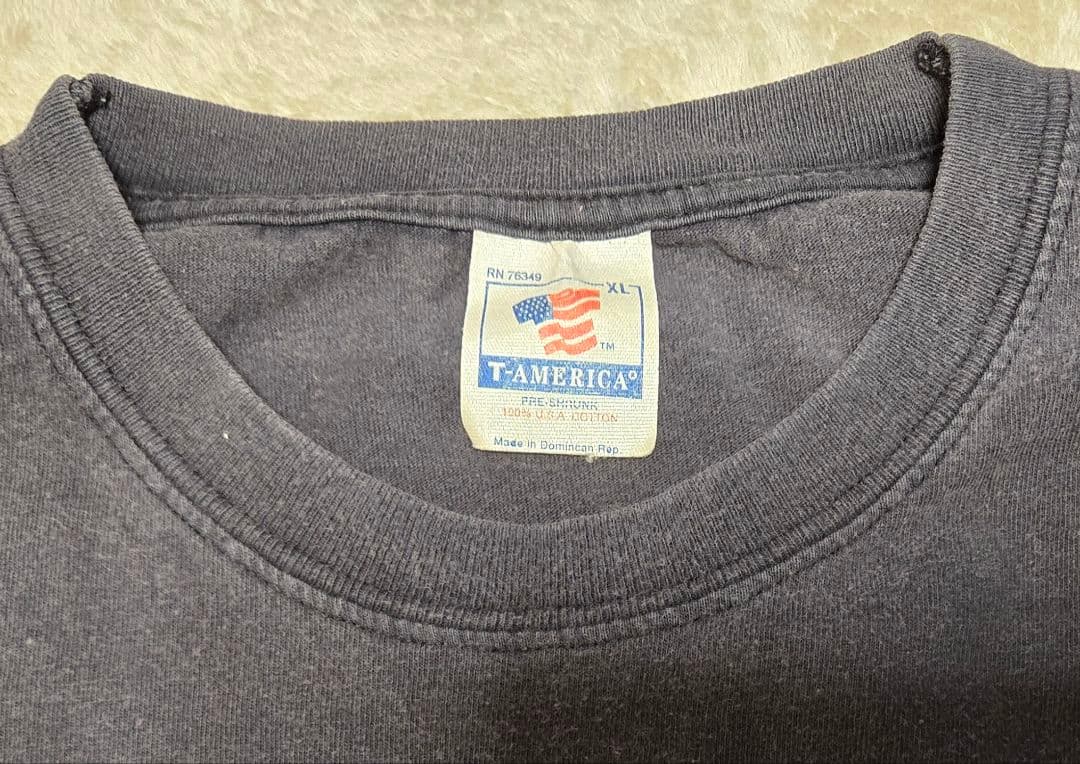 RN 76349
XL
TM
T-AMERICA°
PRE-SHRUNK
100% U.S.A. COTTON
Made in Dominican Rep.